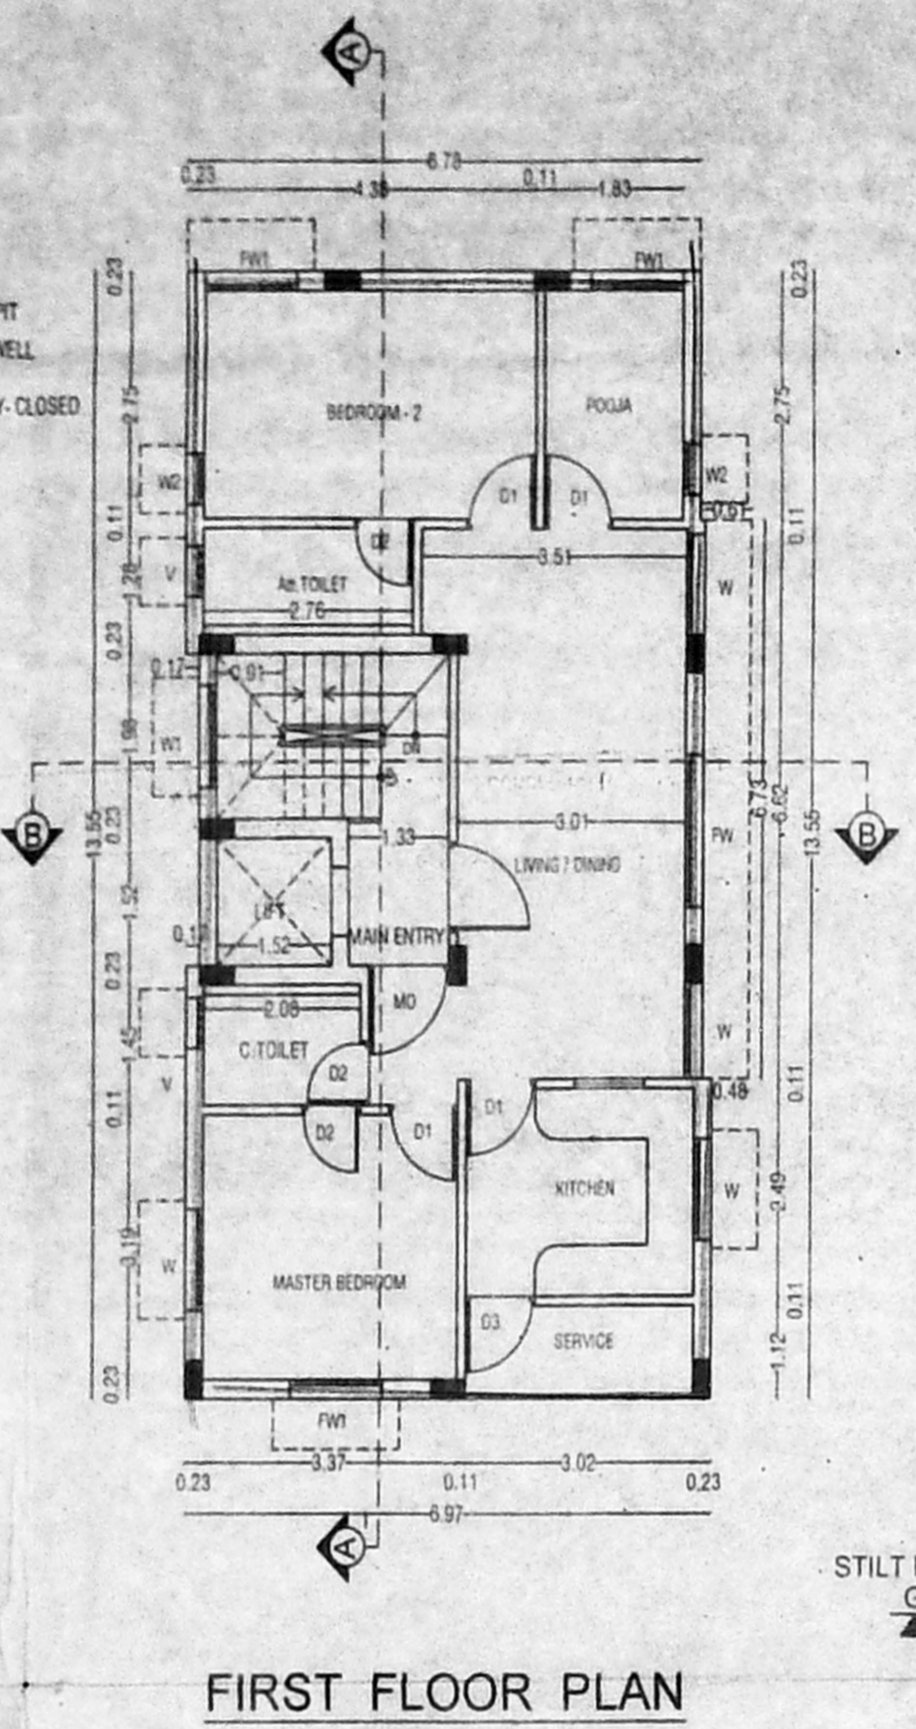 A
6.78
0.23
4.38
0.11
1.83
FW1
FW1
0.23
0.23
PIT
WELL
Y- CLOSED
2.75
BEDROOM - 2
POOJA
2.75
W2
D1
D1
W2
0.61
0.11
D2
3.51
0.11
V
1.28
Att. TOILET
2.76
W
0.23
0.17
0.91
W1
1.98
B
B
13.55
0.23
1.33
3.01
6.73
6.62
13.55
FW
LIVING / DINING
1.52
LIFT
1.52
MAIN ENTRY
0.23
2.08
MD
W
C.TOILET
1.45
V
D2
0.11
0.48
0.11
D2
D1
D1
KITCHEN
W
2.49
3.19
W
MASTER BEDROOM
D3
SERVICE
0.11
1.12
0.23
FW1
3.37
3.02
0.23
0.11
0.23
6.97
A
STILT
FIRST FLOOR PLAN